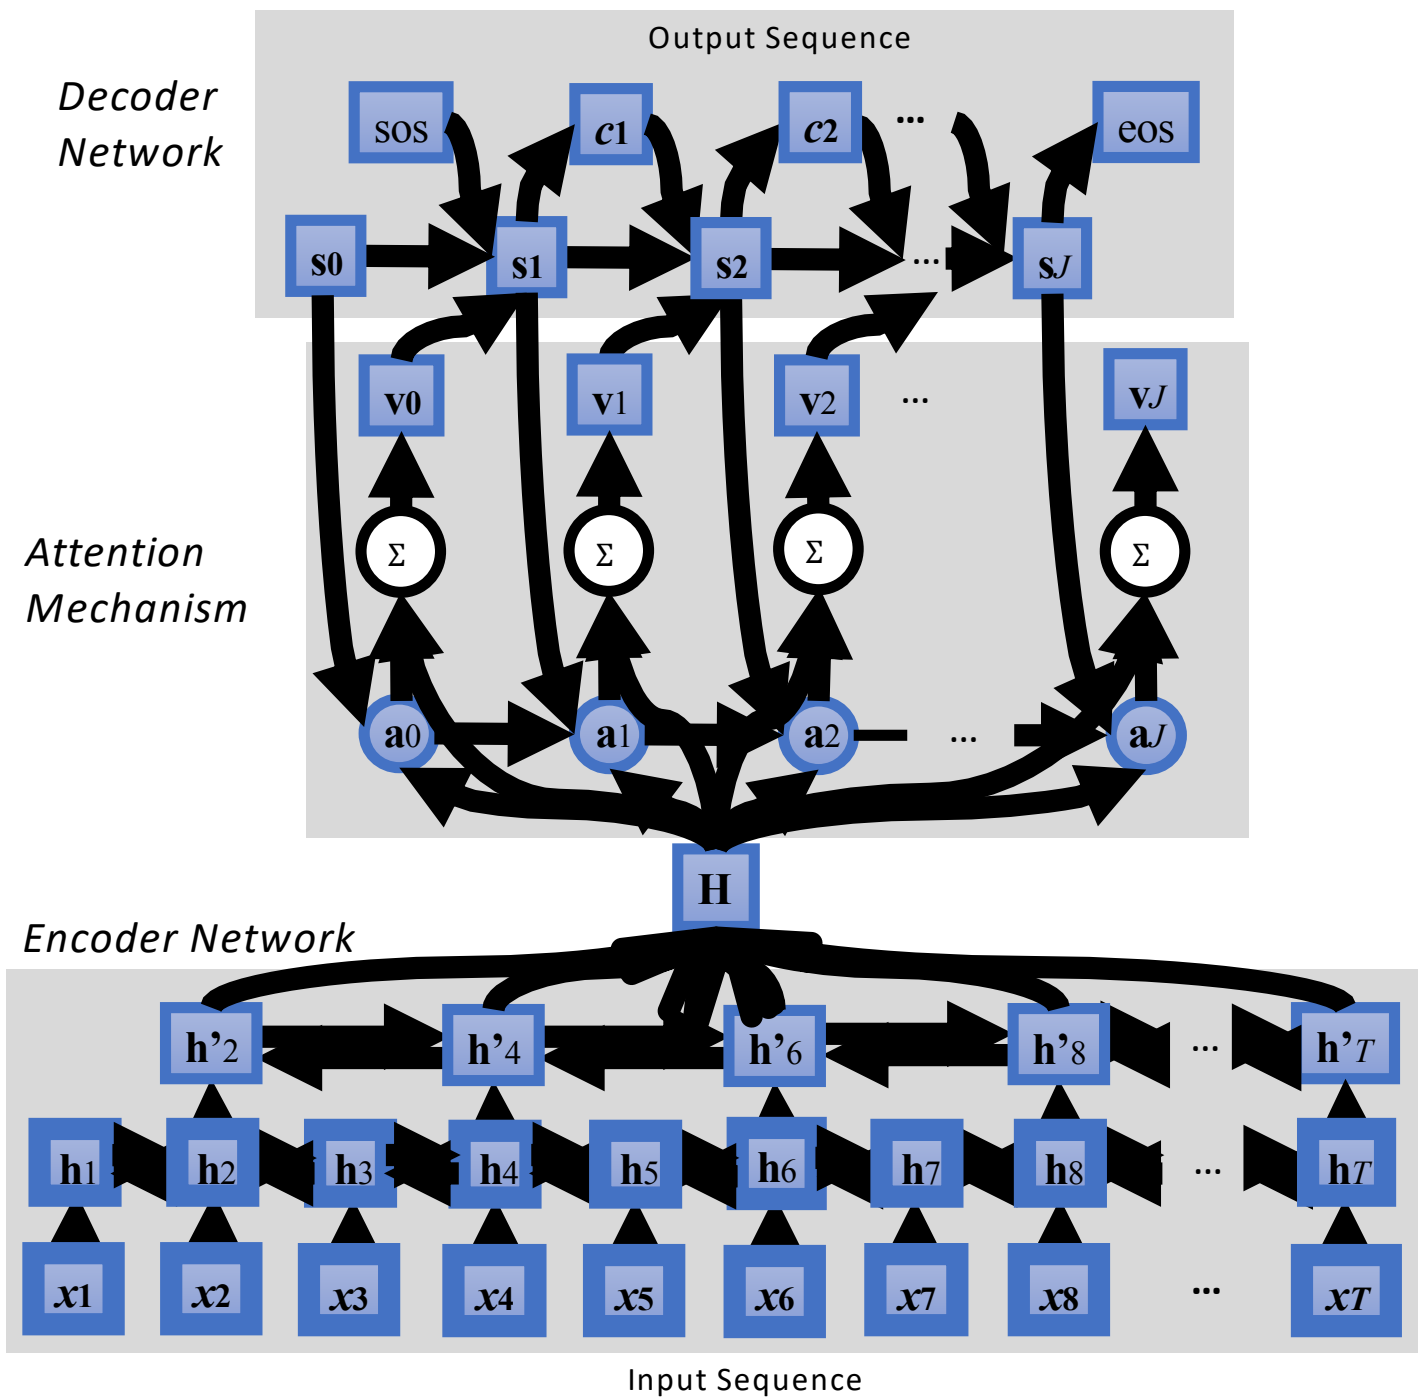 Output Sequence
Decoder
Network
sos c1 c2 ... eos
s0 s1 s2 ... sJ
v0 v1 v2 ... vJ
Σ Σ Σ Σ
Attention
Mechanism
a0 a1 a2 ... aJ
H
Encoder Network
h'2 h'4 h'6 h'8 ... h'T
h1 h2 h3 h4 h5 h6 h7 h8 ... hT
x1 x2 x3 x4 x5 x6 x7 x8 ... xT
Input Sequence